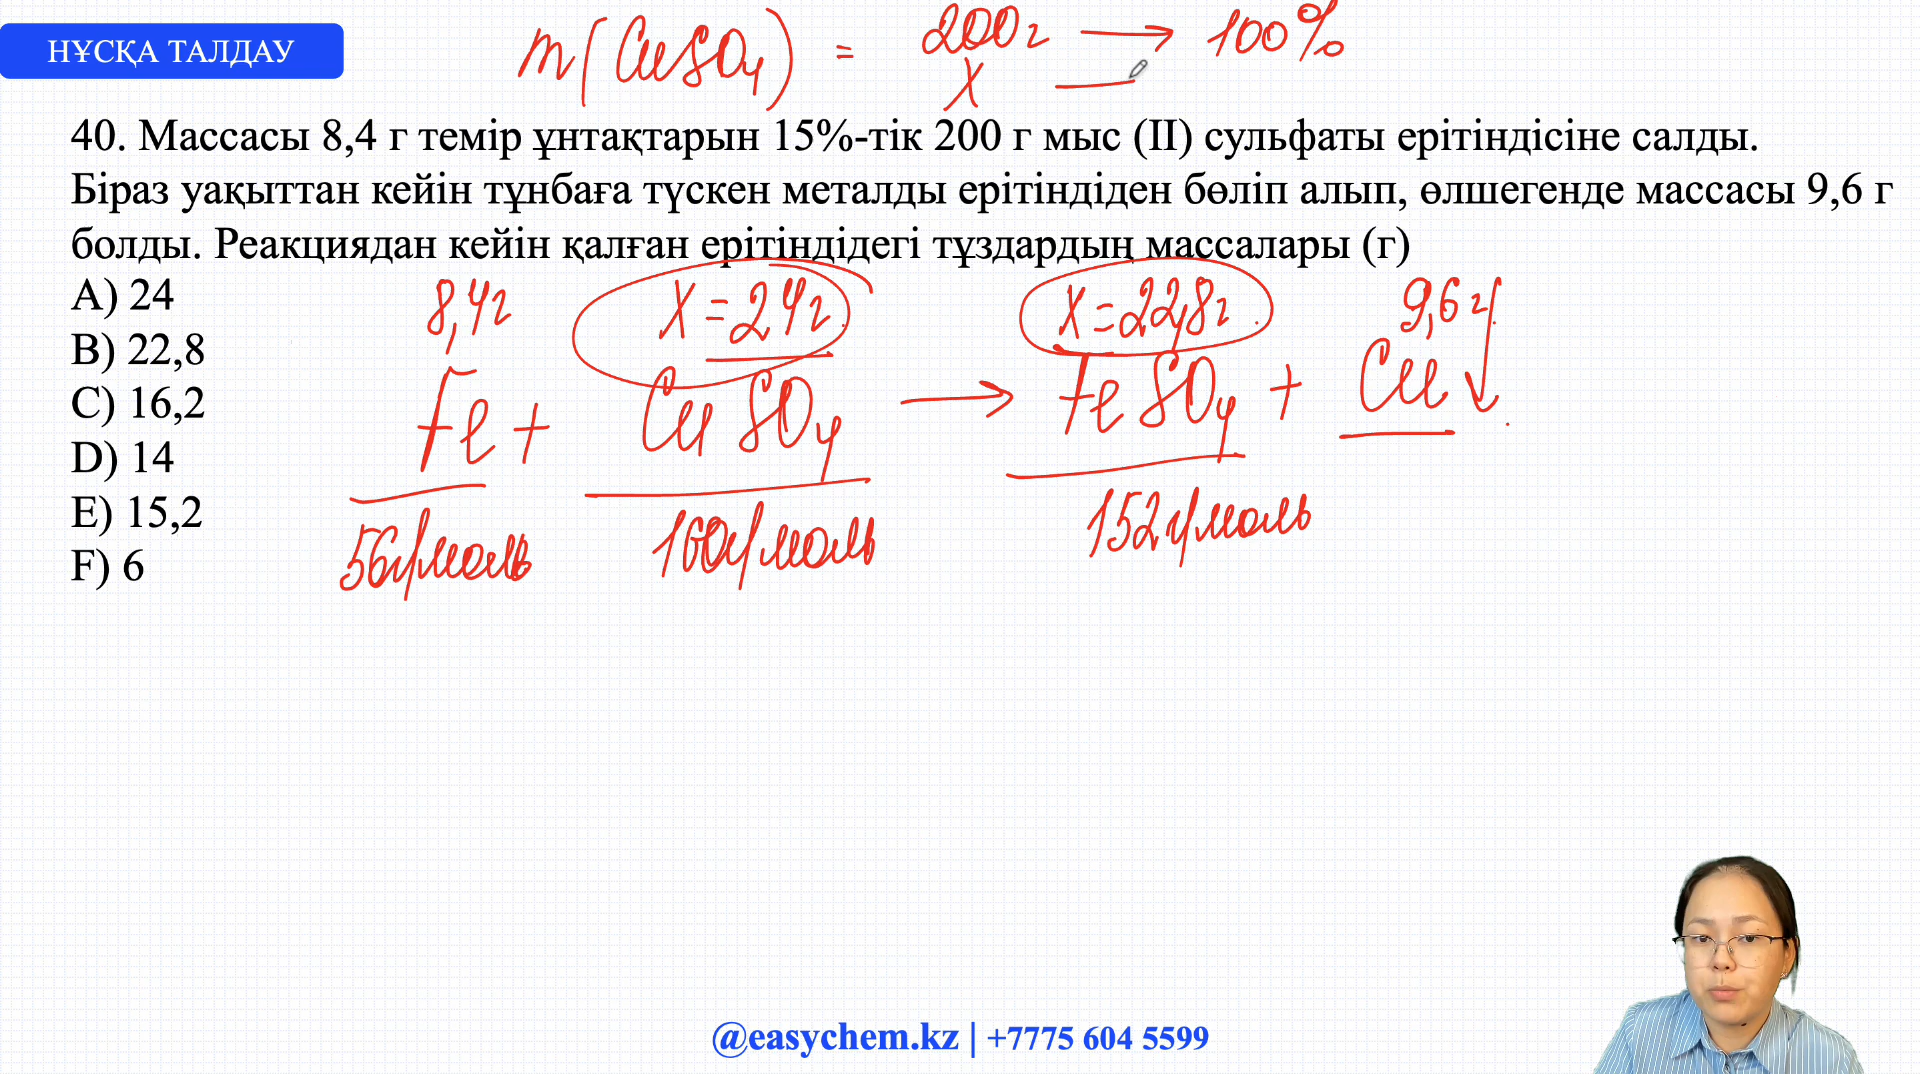 НҰСҚА ТАЛДАУ
m(CuSO4) = 200г → 100%
X —
40. Массасы 8,4 г темір ұнтақтарын 15%-тік 200 г мыс (II) сульфаты ерітіндісіне салды.
Біраз уақыттан кейін тұнбаға түскен металды ерітіндіден бөліп алып, өлшегенде массасы 9,6 г
болды. Реакциядан кейін қалған ерітіндідегі тұздардың массалары (г)
A) 24
B) 22,8
C) 16,2
D) 14
E) 15,2
F) 6
8,4г X=24г X=22,8г 9,6г
Fe + CuSO4 → FeSO4 + Cu↓
56г/моль 160г/моль 152г/моль
@easychem.kz | +7775 604 5599